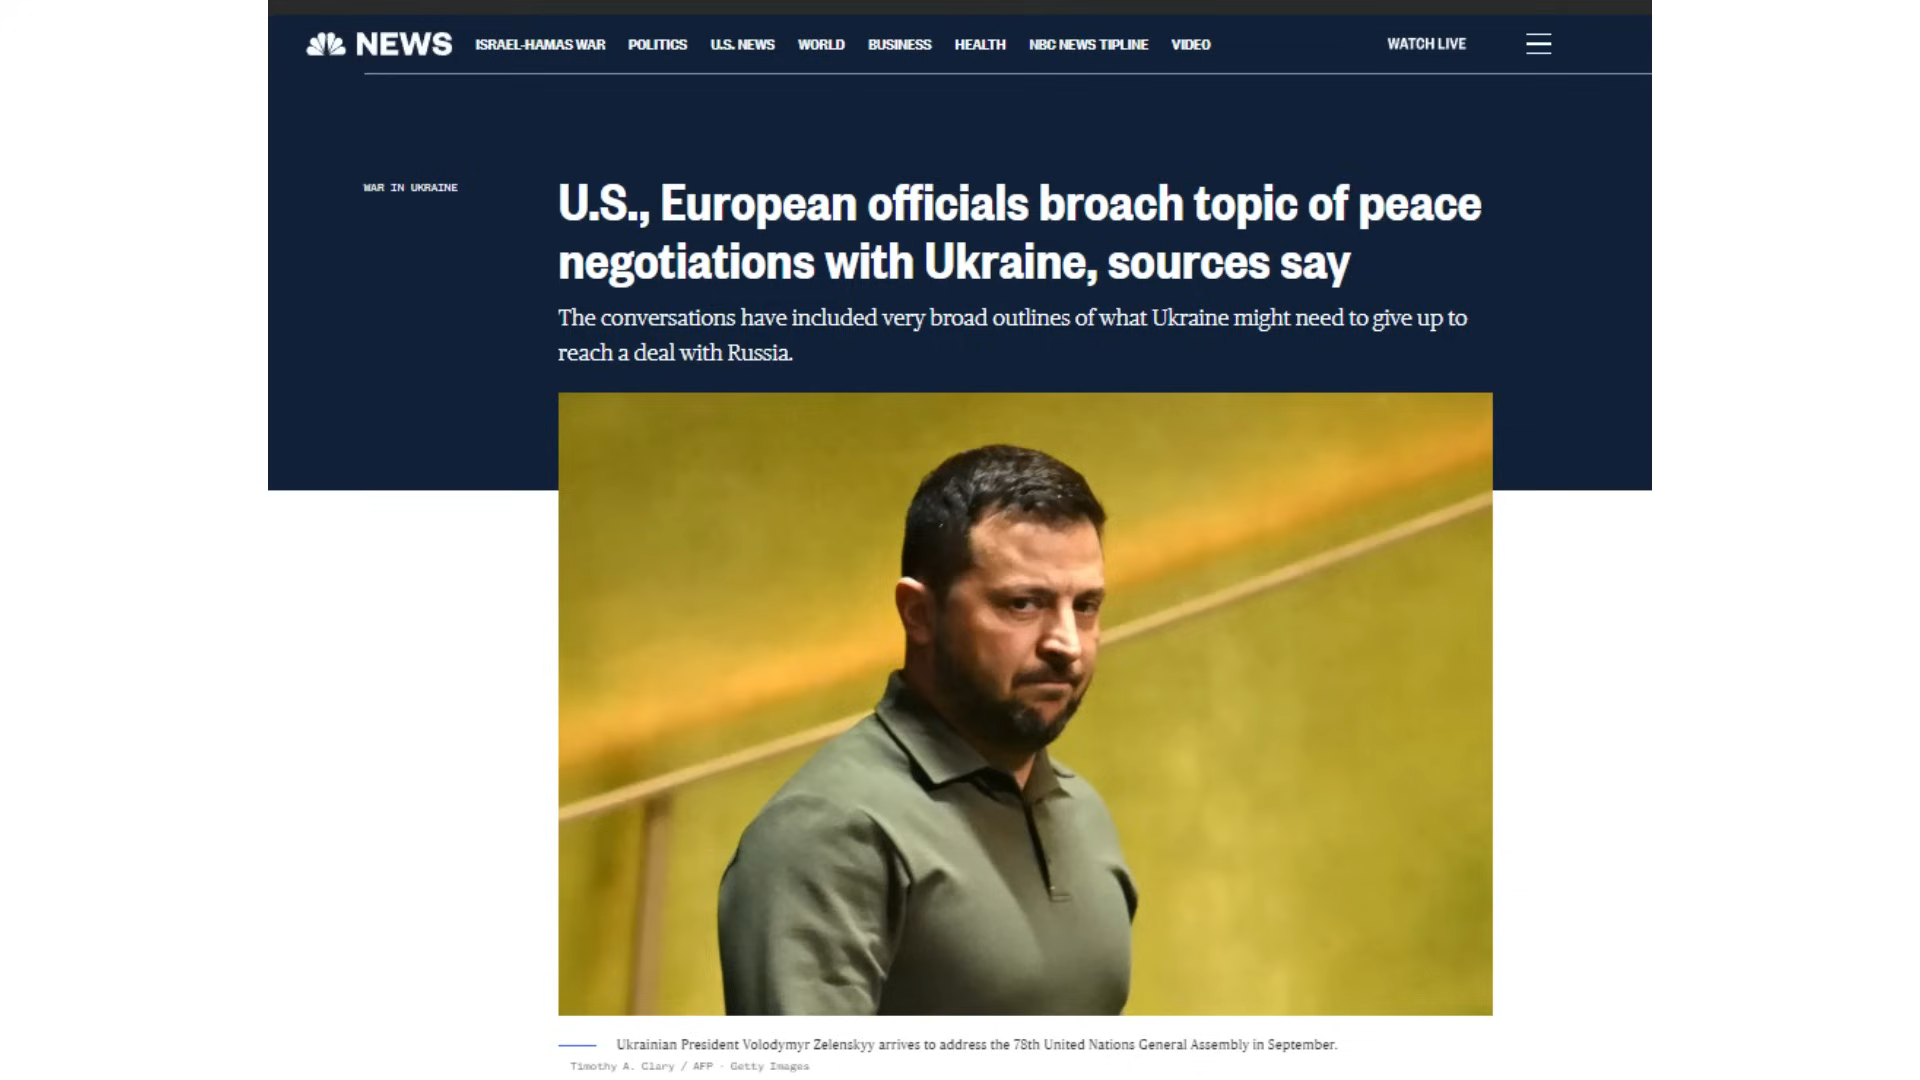 NEWS ISRAEL-HAMAS WAR POLITICS U.S. NEWS WORLD BUSINESS HEALTH NBC NEWS TIPLINE VIDEO WATCH LIVE
WAR IN UKRAINE
U.S., European officials broach topic of peace
negotiations with Ukraine, sources say
The conversations have included very broad outlines of what Ukraine might need to give up to
reach a deal with Russia.
Ukrainian President Volodymyr Zelenskyy arrives to address the 78th United Nations General Assembly in September.
Timothy A. Clary / AFP - Getty Images